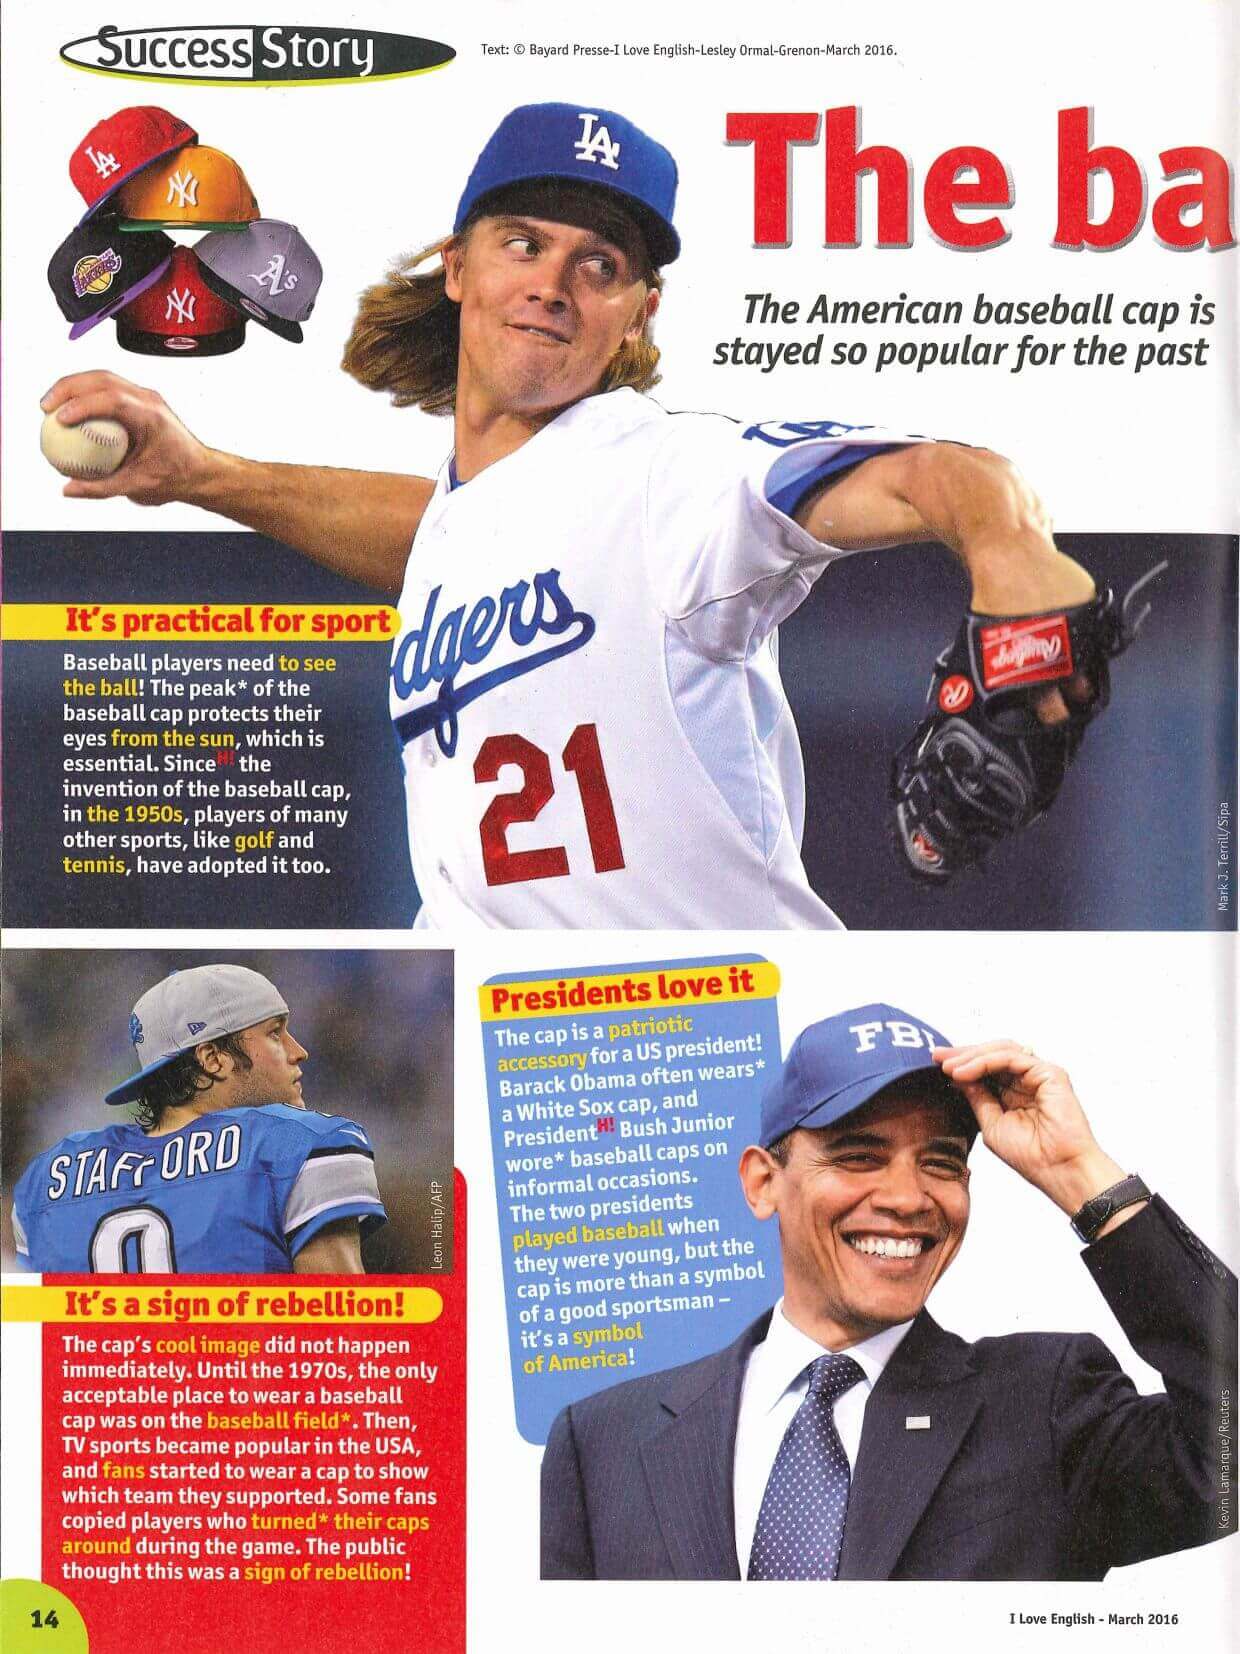 Success Story
Text: © Bayard Presse-I Love English-Lesley Ormal-Grenon-March 2016.
The ba
The American baseball cap is
stayed so popular for the past
LA
NY
NY
A's
LA
dgers
21
Rawlings
R
It's practical for sport
Baseball players need to see
the ball! The peak* of the
baseball cap protects their
eyes from the sun, which is
essential. Since H! the
invention of the baseball cap,
in the 1950s, players of many
other sports, like golf and
tennis, have adopted it too.
Mark J. Terrill/Sipa
STAFFORD
9
Leon Halip/AFP
It's a sign of rebellion!
The cap's cool image did not happen
immediately. Until the 1970s, the only
acceptable place to wear a baseball
cap was on the baseball field*. Then,
TV sports became popular in the USA,
and fans started to wear a cap to show
which team they supported. Some fans
copied players who turned* their caps
around during the game. The public
thought this was a sign of rebellion!
Presidents love it
The cap is a patriotic
accessory for a US president!
Barack Obama often wears*
a White Sox cap, and
President H! Bush Junior
wore* baseball caps on
informal occasions.
The two presidents
played baseball when
they were young, but the
cap is more than a symbol
of a good sportsman –
it's a symbol
of America!
FBI
Kevin Lamarque/Reuters
14
I Love English - March 2016